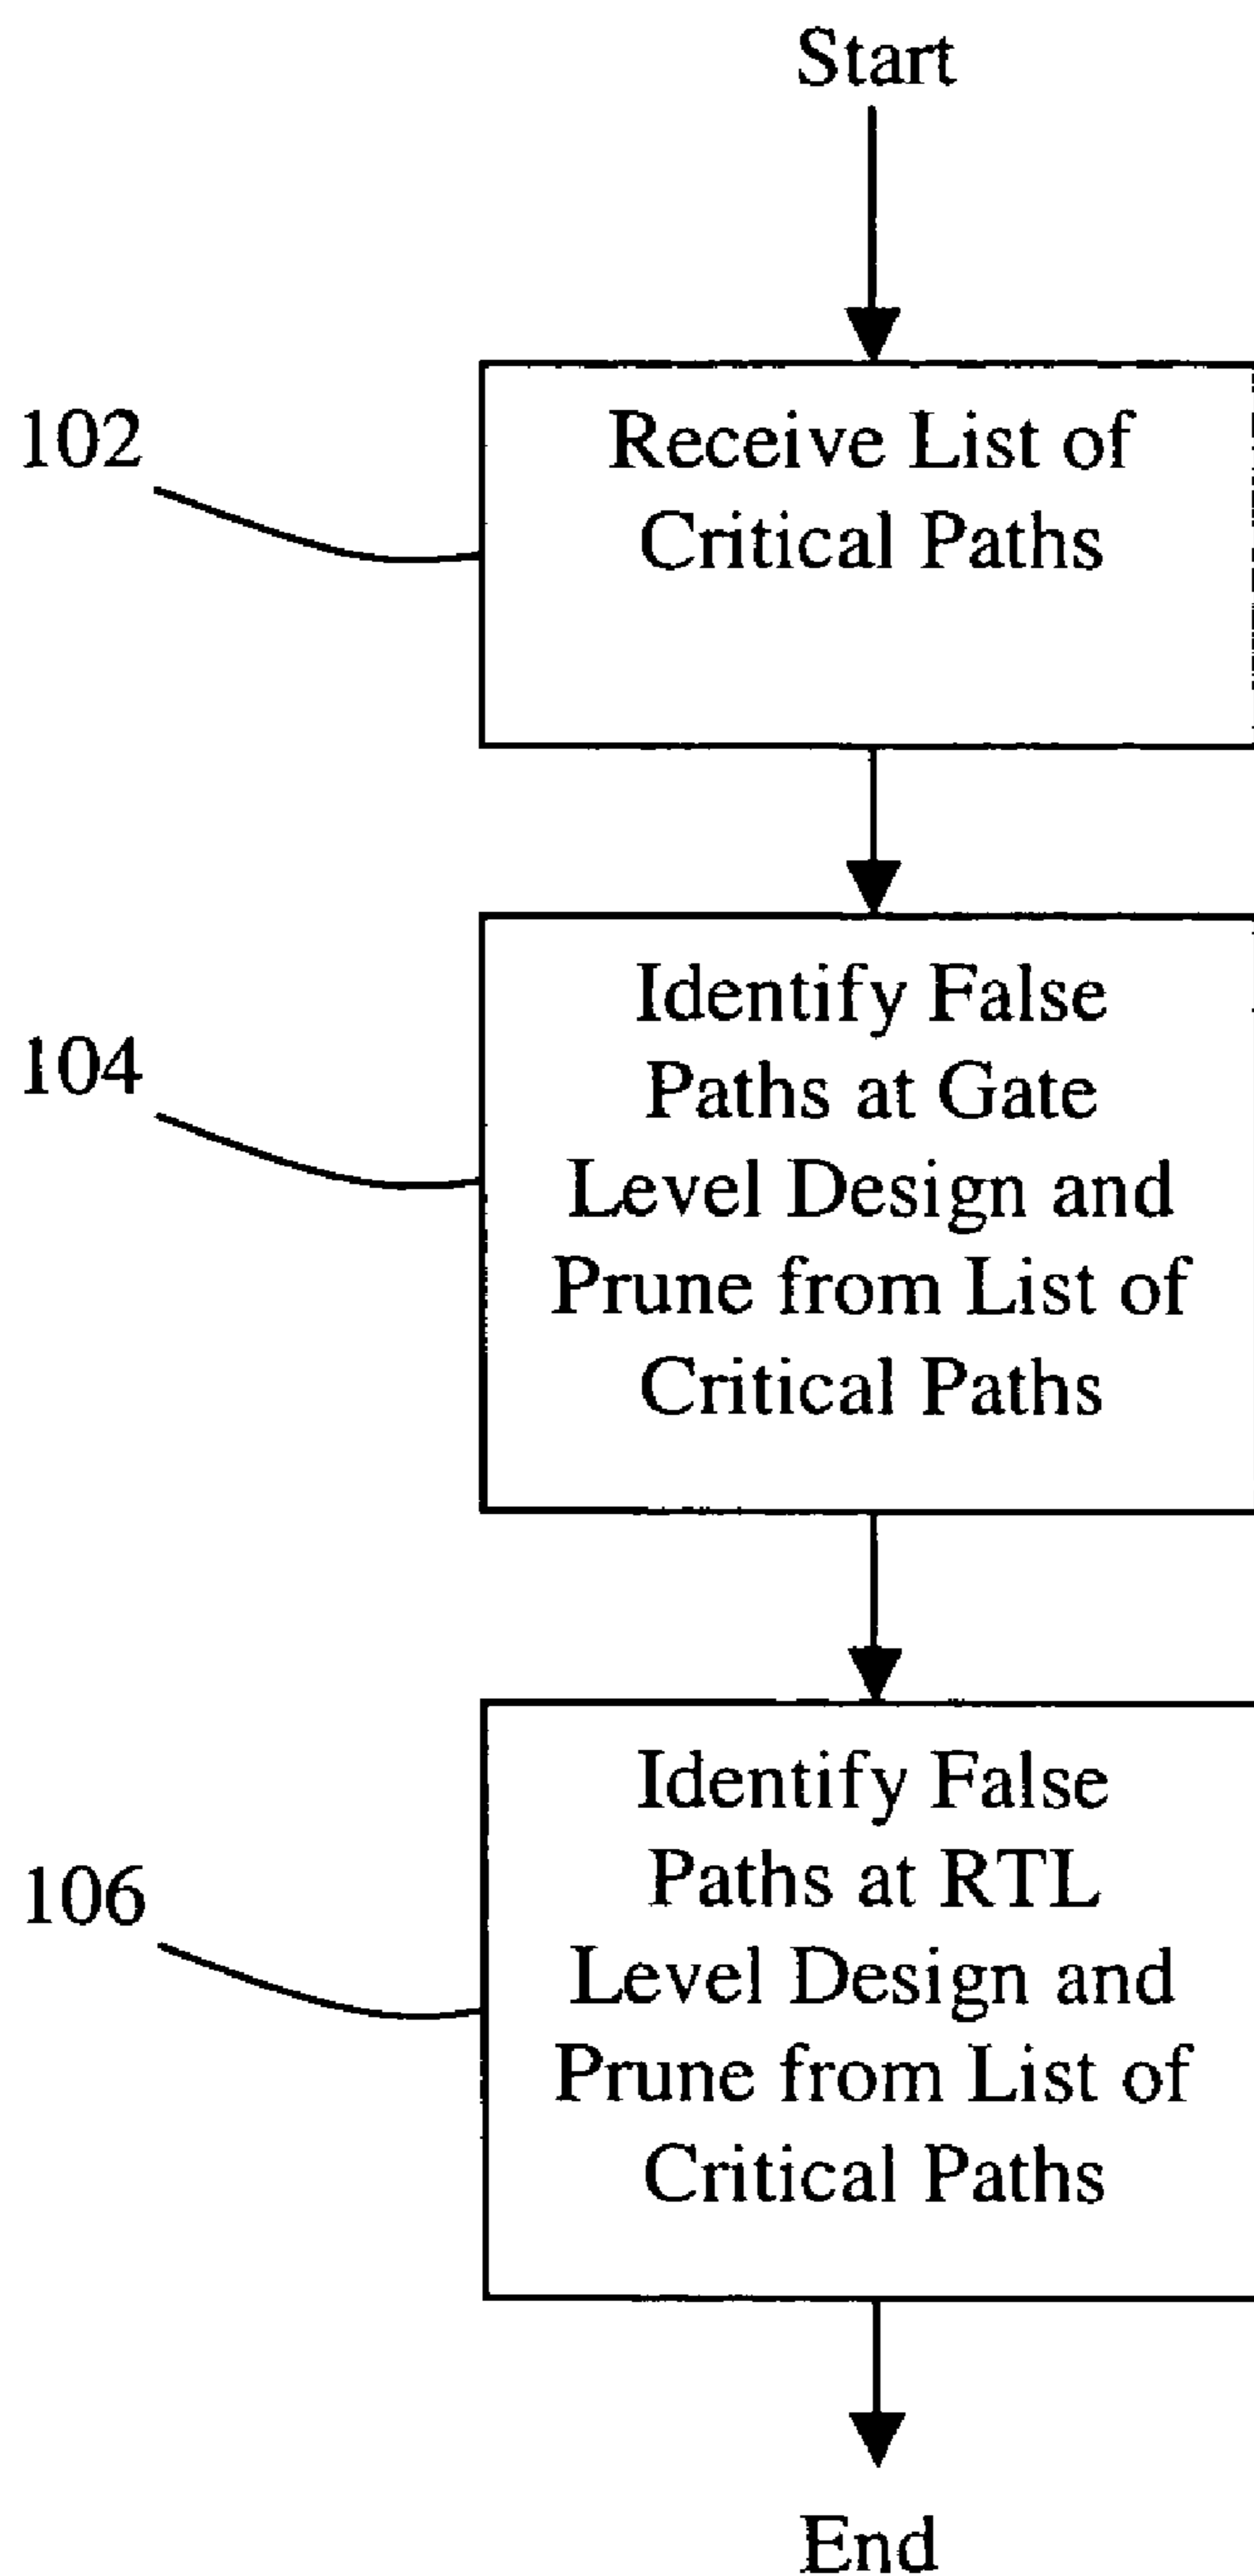 Start
102
Receive List of
Critical Paths
104
Identify False
Paths at Gate
Level Design and
Prune from List of
Critical Paths
106
Identify False
Paths at RTL
Level Design and
Prune from List of
Critical Paths
End